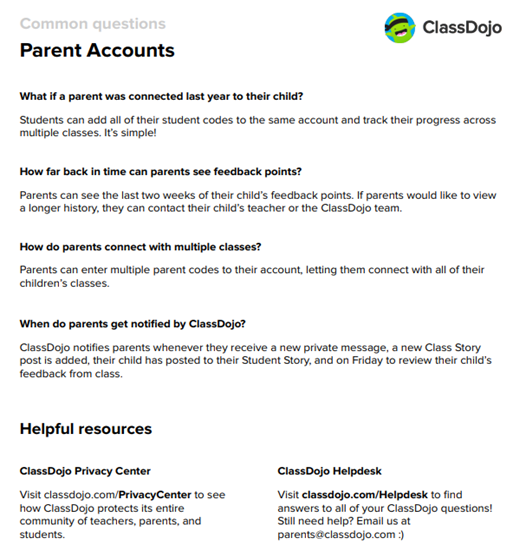 Common questions
ClassDojo
Parent Accounts
What if a parent was connected last year to their child?
Students can add all of their student codes to the same account and track their progress across
multiple classes. It's simple!
How far back in time can parents see feedback points?
Parents can see the last two weeks of their child's feedback points. If parents would like to view
a longer history, they can contact their child's teacher or the ClassDojo team.
How do parents connect with multiple classes?
Parents can enter multiple parent codes to their account, letting them connect with all of their
children's classes.
When do parents get notified by ClassDojo?
ClassDojo notifies parents whenever they receive a new private message, a new Class Story
post is added, their child has posted to their Student Story, and on Friday to review their child's
feedback from class.
Helpful resources
ClassDojo Privacy Center
Visit classdojo.com/PrivacyCenter to see
how ClassDojo protects its entire
community of teachers, parents, and
students.
ClassDojo Helpdesk
Visit classdojo.com/Helpdesk to find
answers to all of your ClassDojo questions!
Still need help? Email us at
parents@classdojo.com :)